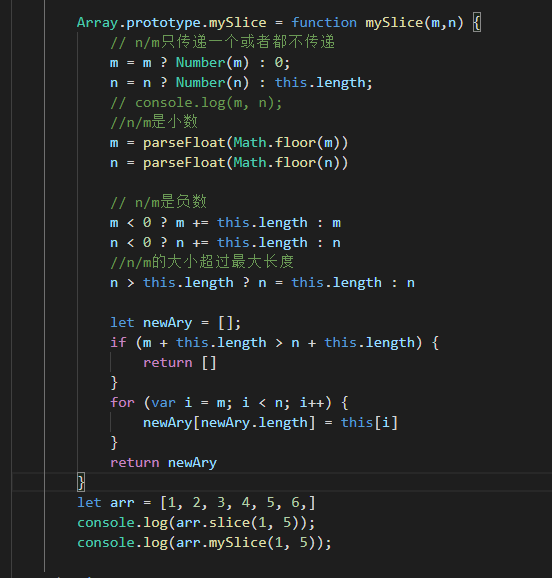 Array.prototype.mySlice = function mySlice(m,n) {
// n/m只传递一个或者都不传递
m = m ? Number(m) : 0;
n = n ? Number(n) : this.length;
// console.log(m, n);
//n/m是小数
m = parseFloat(Math.floor(m))
n = parseFloat(Math.floor(n))
// n/m是负数
m < 0 ? m += this.length : m
n < 0 ? n += this.length : n
//n/m的大小超过最大长度
n > this.length ? n = this.length : n
let newAry = [];
if (m + this.length > n + this.length) {
return []
}
for (var i = m; i < n; i++) {
newAry[newAry.length] = this[i]
}
return newAry
}
let arr = [1, 2, 3, 4, 5, 6,]
console.log(arr.slice(1, 5));
console.log(arr.mySlice(1, 5));